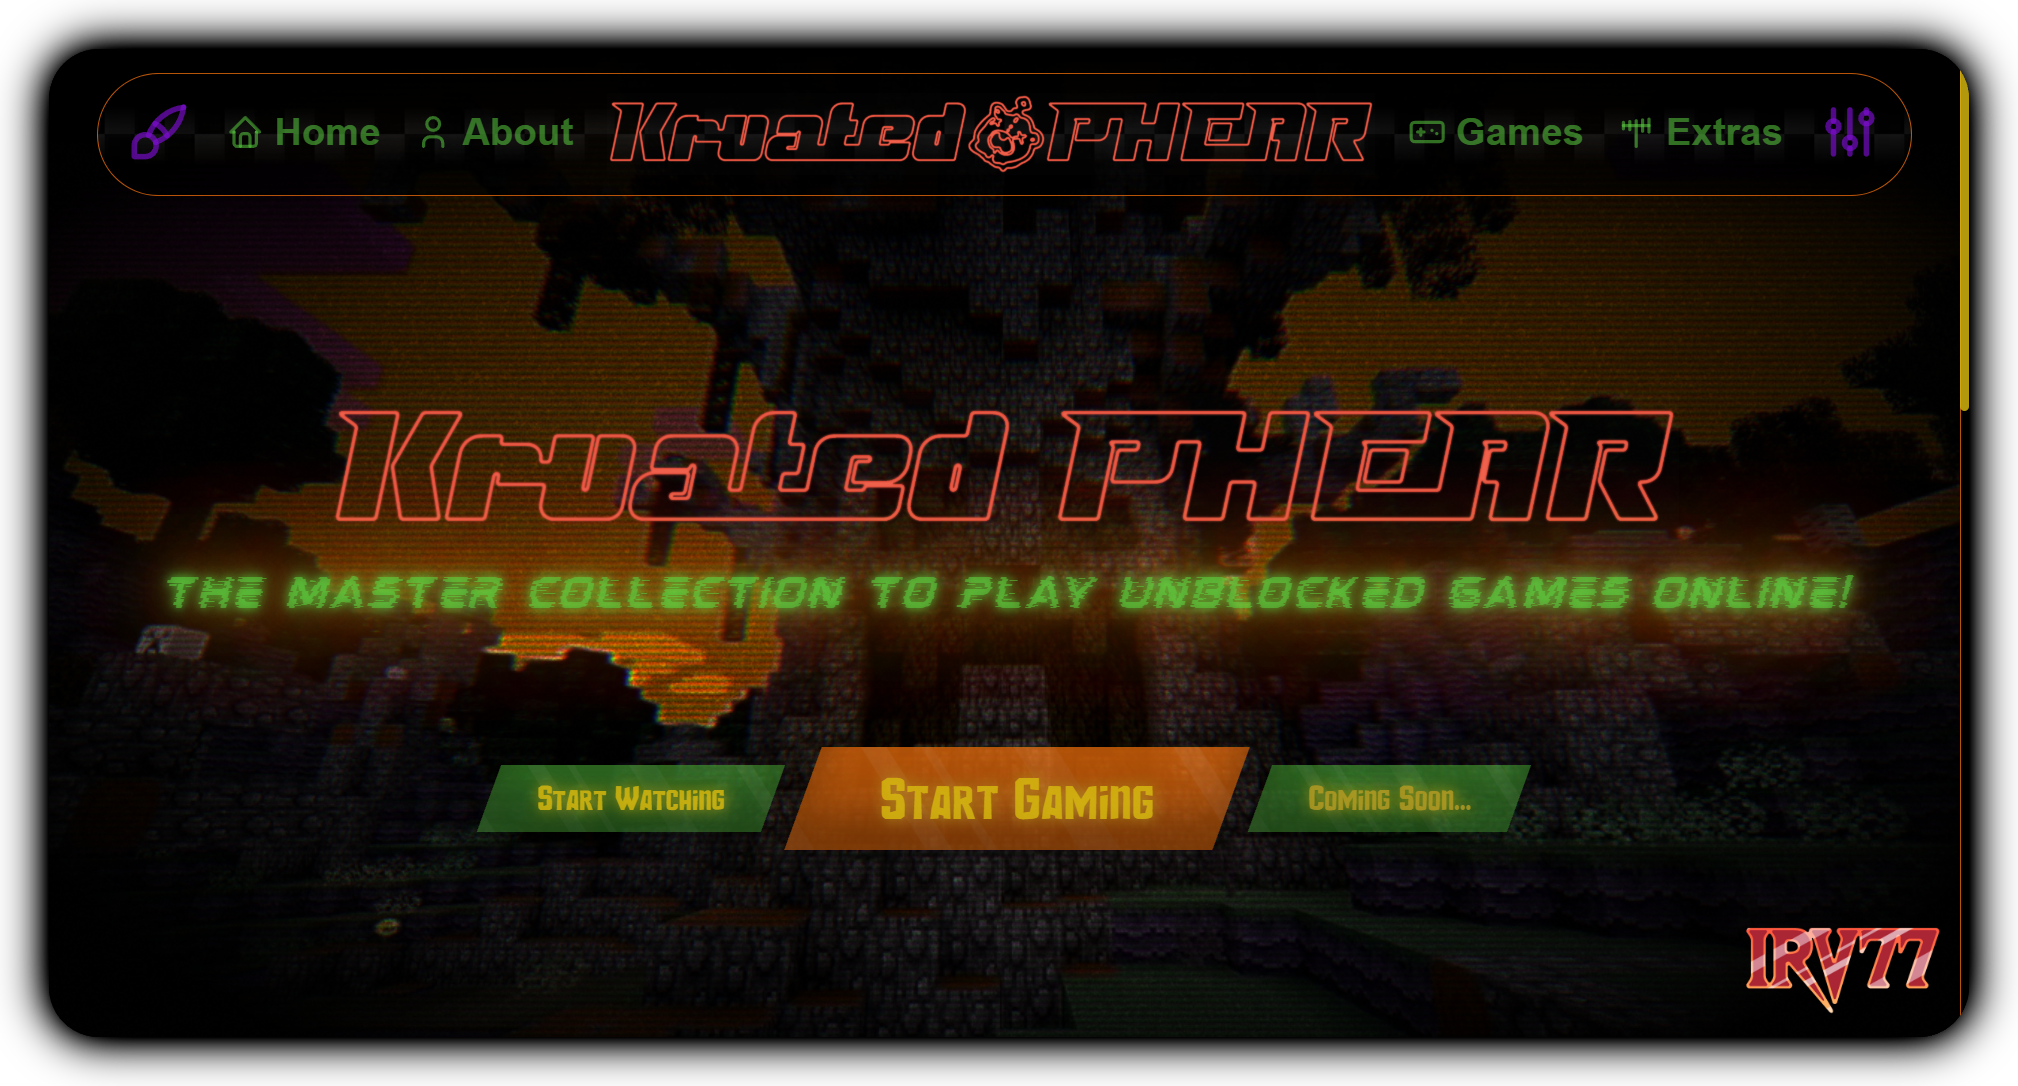 Home
About
Kruated PHEAR
Games
Extras
Kruated PHEAR
THE MASTER COLLECTION TO PLAY UNBLOCKED GAMES ONLINE!
Start Watching
Start Gaming
Coming Soon...
IRV77